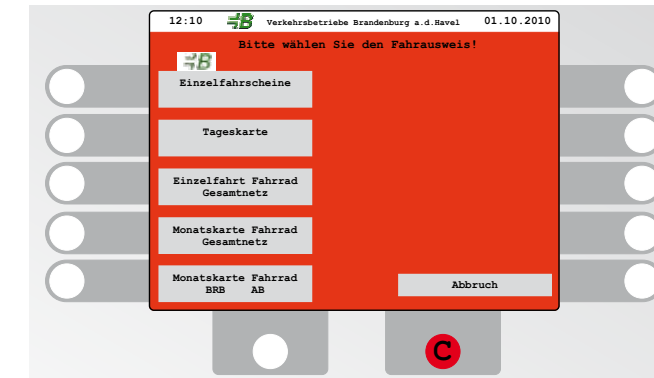 12:10 B Verkehrsbetriebe Brandenburg a.d.Havel 01.10.2010
Bitte wählen Sie den Fahrausweis!
B
Einzelfahrscheine
Tageskarte
Einzelfahrt Fahrrad
Gesamtnetz
Monatskarte Fahrrad
Gesamtnetz
Monatskarte Fahrrad
BRB AB
Abbruch
C